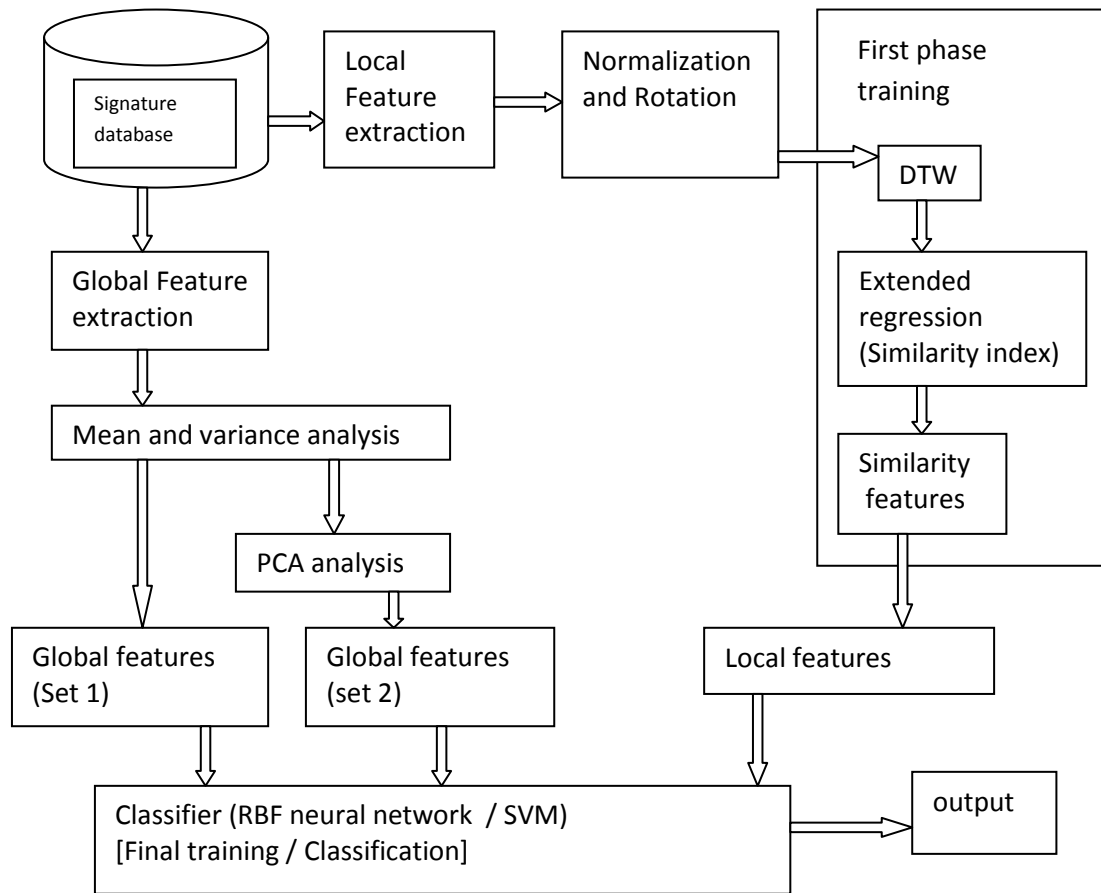 Signature
database
Local
Feature
extraction
Normalization
and Rotation
First phase
training
DTW
Extended
regression
(Similarity index)
Similarity
features
Global Feature
extraction
Mean and variance analysis
PCA analysis
Global features
(Set 1)
Global features
(set 2)
Local features
Classifier (RBF neural network / SVM)
[Final training / Classification]
output